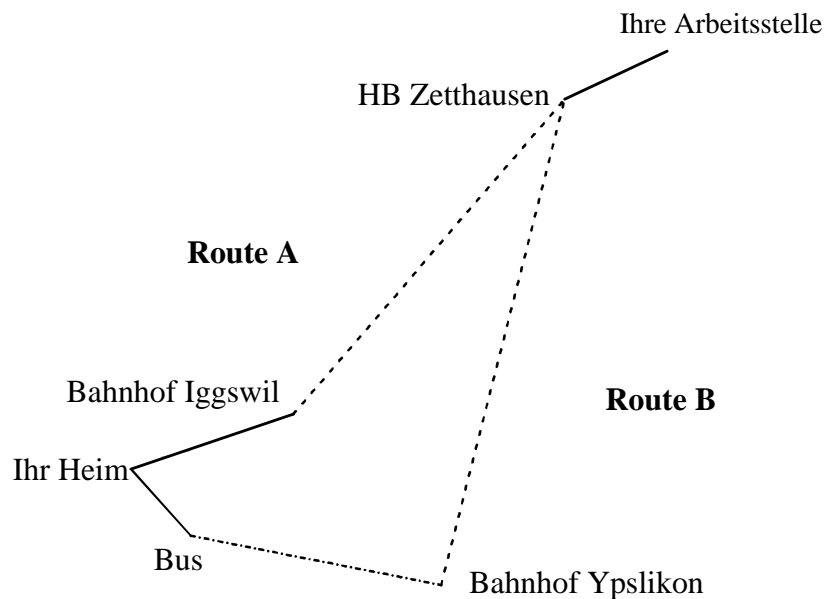 Ihre Arbeitsstelle
HB Zetthausen
Route A
Bahnhof Iggswil
Route B
Ihr Heim
Bus
Bahnhof Ypslikon